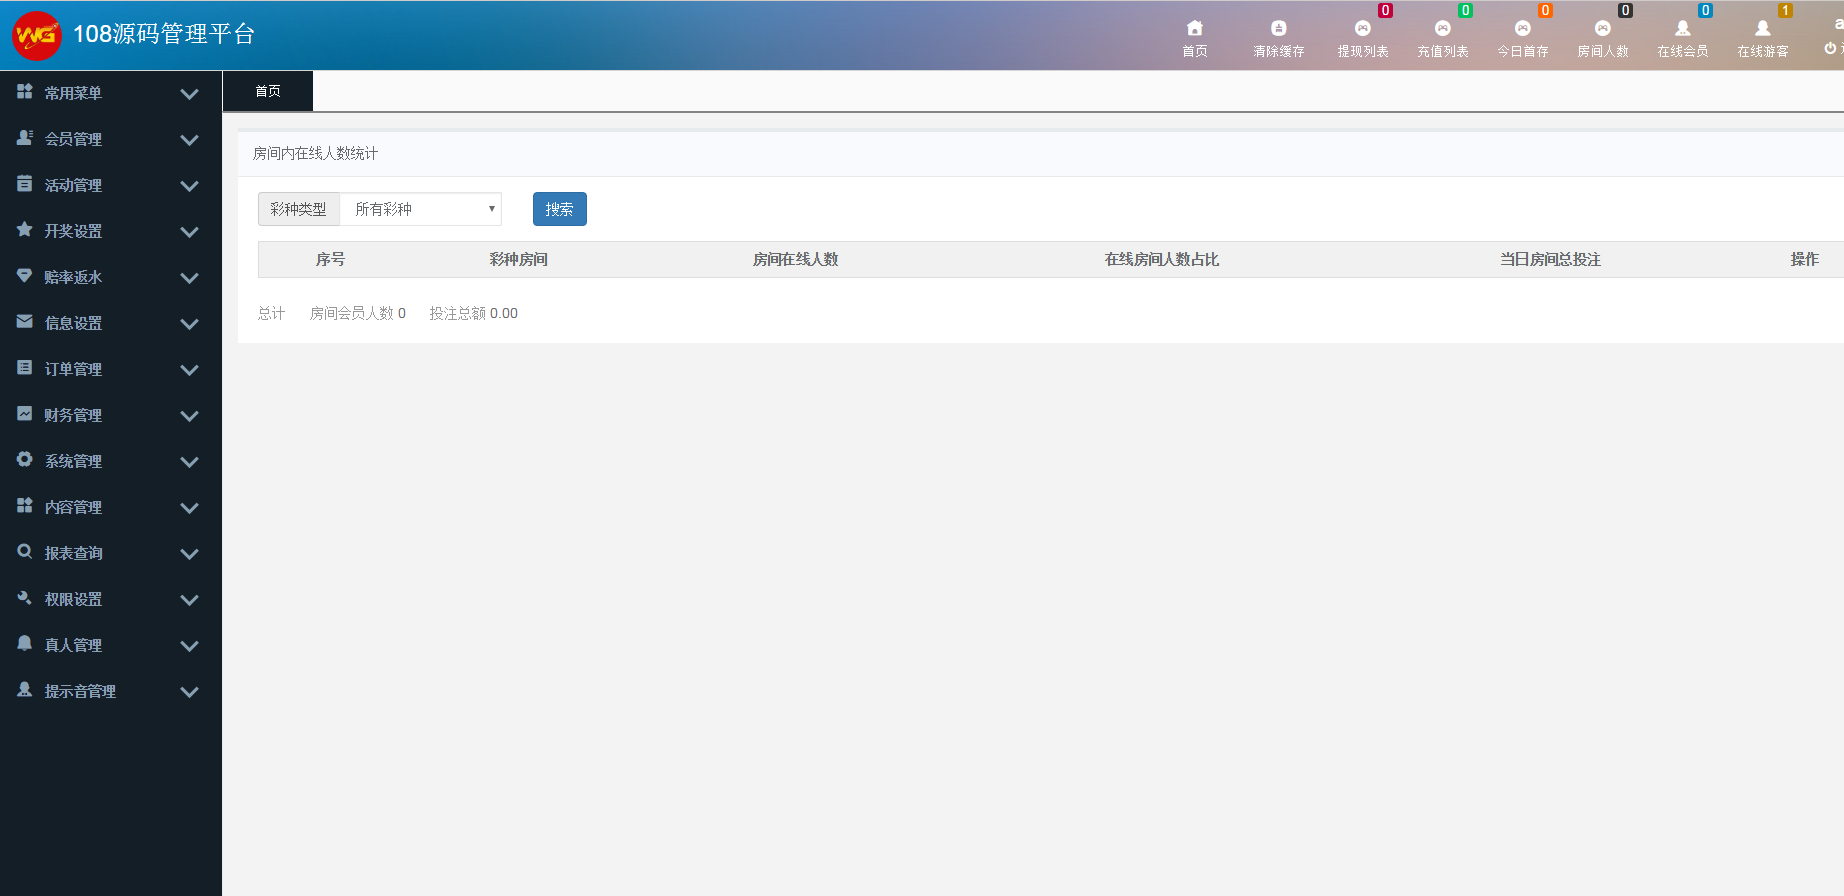 WG
108源码管理平台
0 0 0 0 0 1
首页 清除缓存 提现列表 充值列表 今日首存 房间人数 在线会员 在线游客
常用菜单
会员管理
活动管理
开奖设置
赔率返水
信息设置
订单管理
财务管理
系统管理
内容管理
报表查询
权限设置
真人管理
提示音管理
首页
房间内在线人数统计
彩种类型 所有彩种 搜索
序号 彩种房间 房间在线人数 在线房间人数占比 当日房间总投注 操作
总计 房间会员人数 0 投注总额 0.00